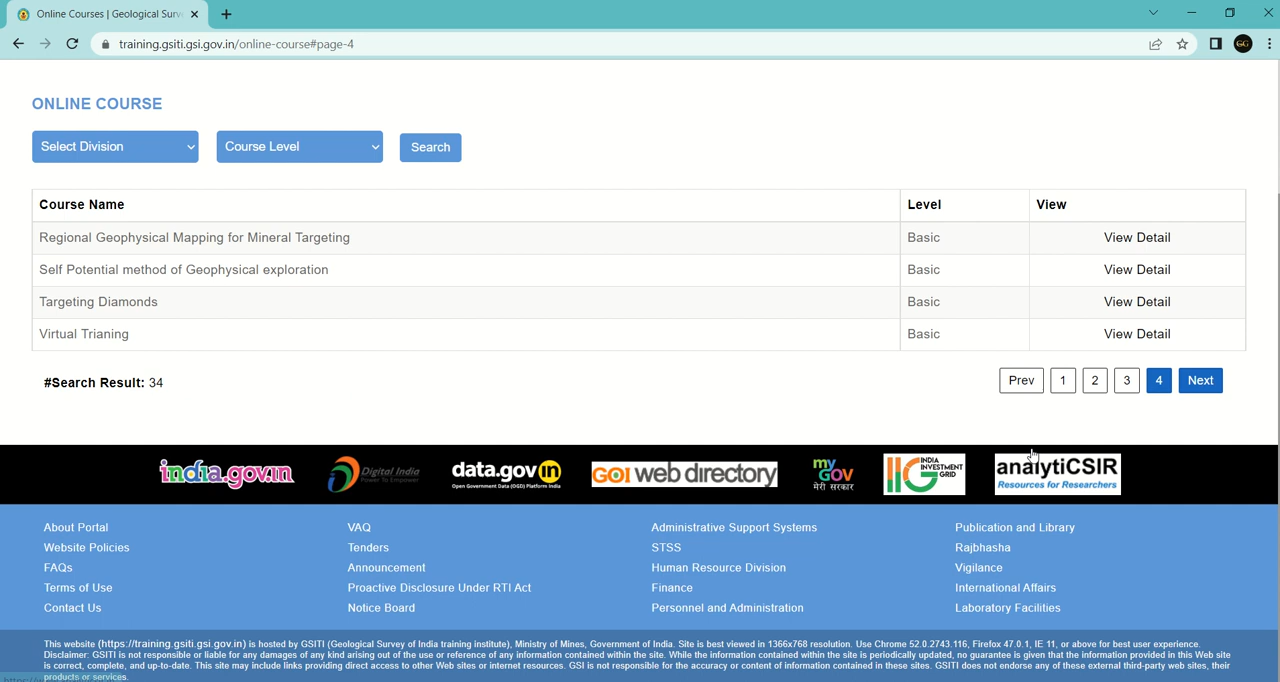 Online Courses | Geological Surv
training.gsiti.gsi.gov.in/online-course#page-4
GG
ONLINE COURSE
Select Division
Course Level
Search
Course Name Level View
Regional Geophysical Mapping for Mineral Targeting Basic View Detail
Self Potential method of Geophysical exploration Basic View Detail
Targeting Diamonds Basic View Detail
Virtual Trianing Basic View Detail
#Search Result: 34
Prev 1 2 3 4 Next
india.gov.in
Digital India
Power To Empower
data.gov in
Open Government Data (OGD) Platform India
GOI web directory
my
GOV
मेरी सरकार
IIG INDIA
INVESTMENT
GRID
analytiCSIR
Resources for Researchers
About Portal VAQ Administrative Support Systems Publication and Library
Website Policies Tenders STSS Rajbhasha
FAQs Announcement Human Resource Division Vigilance
Terms of Use Proactive Disclosure Under RTI Act Finance International Affairs
Contact Us Notice Board Personnel and Administration Laboratory Facilities
This website (https://training.gsiti.gsi.gov.in) is hosted by GSITI (Geological Survey of India training institute), Ministry of Mines, Government of India. Site is best viewed in 1366x768 resolution. Use Chrome 52.0.2743.116, Firefox 47.0.1, IE 11, or above for best user experience.
Disclaimer: GSITI is not responsible or liable for any damages of any kind arising out of the use or reference of any information contained within the site. While the information contained within the site is periodically updated, no guarantee is given that the information provided in this Web site
is correct, complete, and up-to-date. This site may include links providing direct access to other Web sites or internet resources. GSI is not responsible for the accuracy or content of information contained in these sites. GSITI does not endorse any of these external third-party web sites, their
products or services.